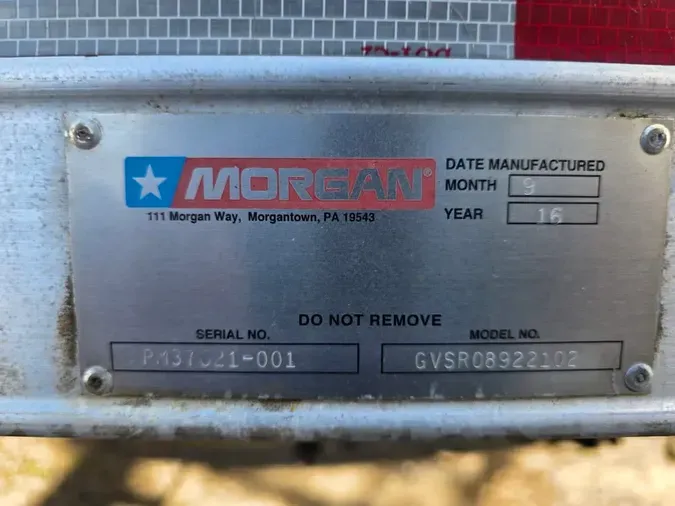 MORGAN®
111 Morgan Way, Morgantown, PA 19543
DATE MANUFACTURED
MONTH 9
YEAR 16
DO NOT REMOVE
SERIAL NO.
MODEL NO.
GVSR08922102